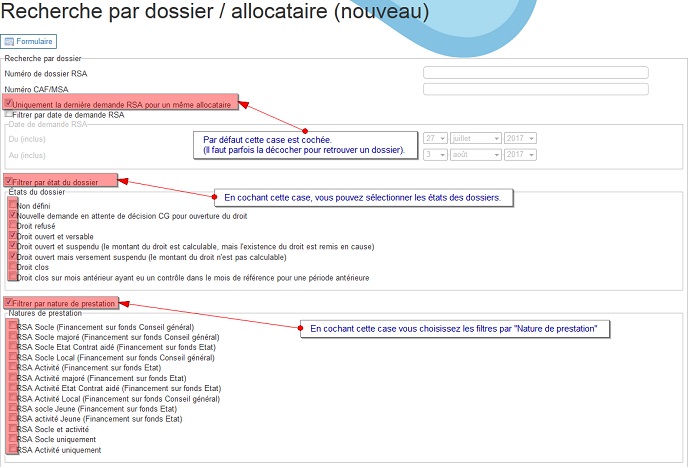 Recherche par dossier / allocataire (nouveau)
Formulaire
Recherche par dossier
Numéro de dossier RSA
Numéro CAF/MSA
Uniquement la dernière demande RSA pour un même allocataire
Filtrer par date de demande RSA
Date de demande RSA
Par défaut cette case est cochée.
(Il faut parfois la décocher pour retrouver un dossier).
Du (inclus) 27 juillet 2017
Au (inclus) 3 août 2017
Filtrer par état du dossier
En cochant cette case, vous pouvez sélectionner les états des dossiers.
États du dossier
Non défini
Nouvelle demande en attente de décision CG pour ouverture du droit
Droit refusé
Droit ouvert et versable
Droit ouvert et suspendu (le montant du droit est calculable, mais l'existence du droit est remis en cause)
Droit ouvert mais versement suspendu (le montant du droit n'est pas calculable)
Droit clos
Droit clos sur mois antérieur ayant eu un contrôle dans le mois de référence pour une période antérieure
Filtrer par nature de prestation
Natures de prestation
En cochant cette case vous choisissez les filtres par "Nature de prestation"
RSA Socle (Financement sur fonds Conseil général)
RSA Socle majoré (Financement sur fonds Conseil général)
RSA Socle Etat Contrat aidé (Financement sur fonds Etat)
RSA Socle Local (Financement sur fonds Conseil général)
RSA Activité (Financement sur fonds Etat)
RSA Activité majoré (Financement sur fonds Etat)
RSA Activité Etat Contrat aidé (Financement sur fonds Etat)
RSA Activité Local (Financement sur fonds Conseil général)
RSA socle Jeune (Financement sur fonds Etat)
RSA activité Jeune (Financement sur fonds Etat)
RSA Socle et activité
RSA Socle uniquement
RSA Activité uniquement